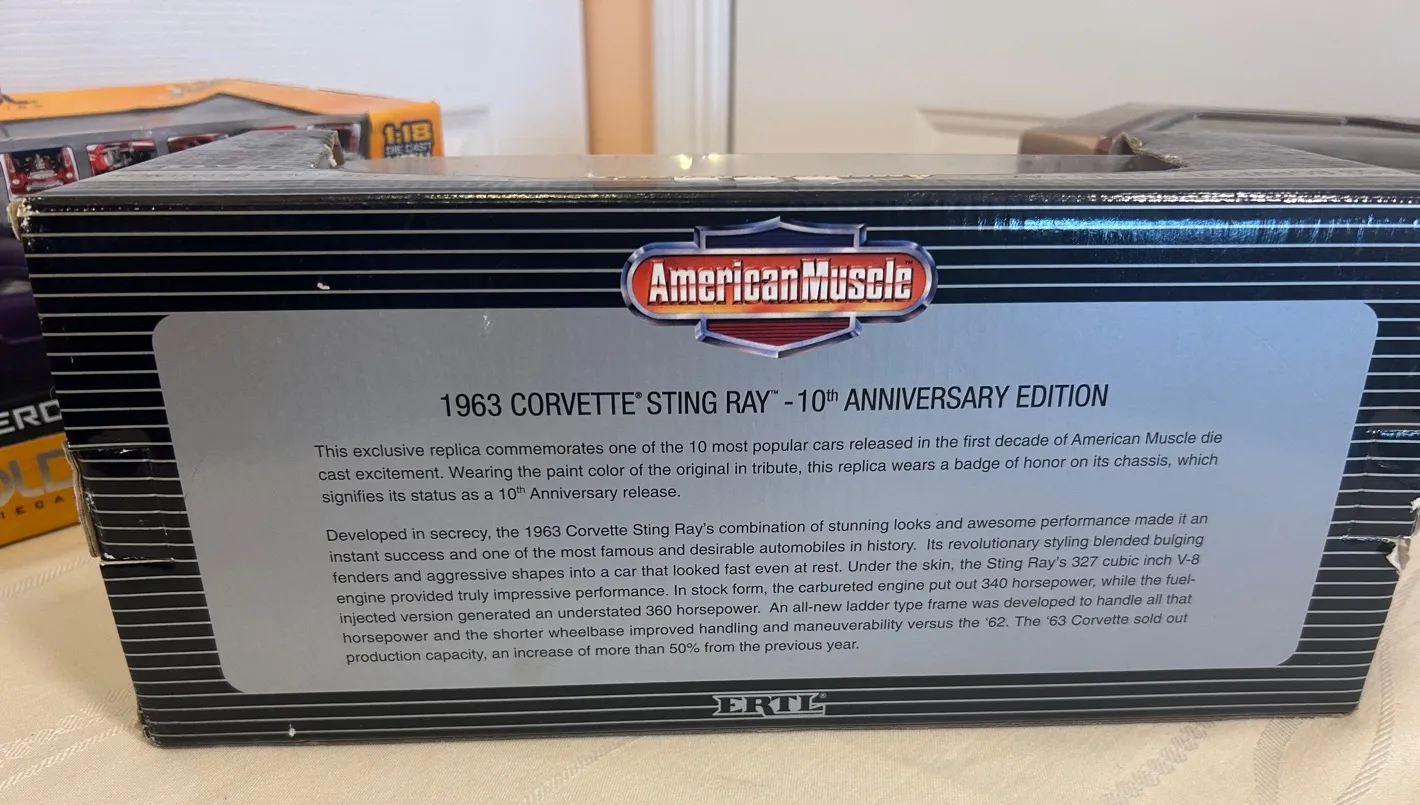 1:18
DIE CAST
AmericanMuscle™
1963 CORVETTE® STING RAY™ - 10th ANNIVERSARY EDITION
This exclusive replica commemorates one of the 10 most popular cars released in the first decade of American Muscle die
cast excitement. Wearing the paint color of the original in tribute, this replica wears a badge of honor on its chassis, which
signifies its status as a 10th Anniversary release.
Developed in secrecy, the 1963 Corvette Sting Ray's combination of stunning looks and awesome performance made it an
instant success and one of the most famous and desirable automobiles in history. Its revolutionary styling blended bulging
fenders and aggressive shapes into a car that looked fast even at rest. Under the skin, the Sting Ray's 327 cubic inch V-8
engine provided truly impressive performance. In stock form, the carbureted engine put out 340 horsepower, while the fuel-
injected version generated an understated 360 horsepower. An all-new ladder type frame was developed to handle all that
horsepower and the shorter wheelbase improved handling and maneuverability versus the '62. The '63 Corvette sold out
production capacity, an increase of more than 50% from the previous year.
ERTL®